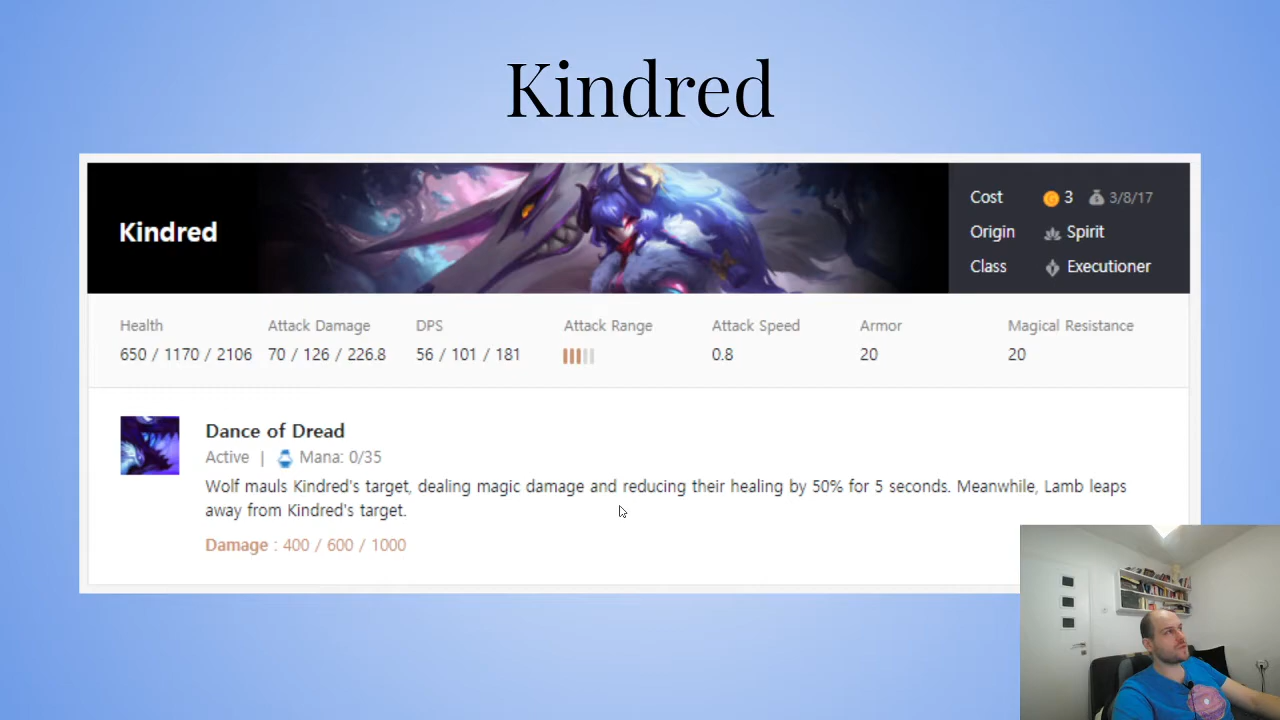 Kindred
Kindred
Cost 3 3/8/17
Origin Spirit
Class Executioner
Health Attack Damage DPS Attack Range Attack Speed Armor Magical Resistance
650 / 1170 / 2106 70 / 126 / 226.8 56 / 101 / 181 0.8 20 20
Dance of Dread
Active | Mana: 0/35
Wolf mauls Kindred's target, dealing magic damage and reducing their healing by 50% for 5 seconds. Meanwhile, Lamb leaps
away from Kindred's target.
Damage : 400 / 600 / 1000